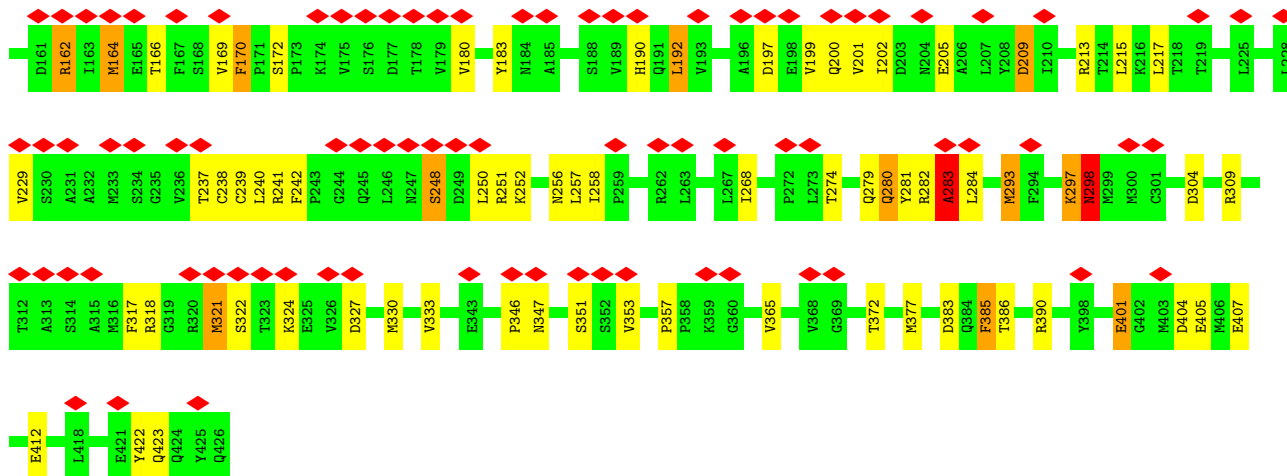 D161 R162 I163 M164 E165 T166 F167 S168 V169 F170 P171 S172 P173 K174 V175 S176 D177 T178 V179 V180 Y183 N184 A185 S188 V189 H190 Q191 L192 V193 A196 D197 E198 V199 Q200 V201 I202 D203 N204 E205 A206 L207 Y208 D209 I210 R213 T214 L215 K216 L217 T218 T219 L225 L228
V229 S230 A231 A232 M233 S234 G235 V236 T237 C238 C239 L240 R241 F242 P243 G244 Q245 L246 N247 S248 D249 L250 R251 K252 N256 L257 I258 P259 R262 L263 L267 I268 P272 L273 T274 Q279 Q280 Y281 R282 A283 L284 M293 F294 K297 N298 M299 M300 C301 D304 R309
T312 A313 S314 A315 M316 F317 R318 G319 R320 M321 S322 T323 K324 E325 V326 D327 M330 V333 E343 P346 N347 S351 S352 V353 P357 P358 K359 G360 V365 V368 G369 T372 M377 D383 Q384 F385 T386 R390 Y398 E401 G402 M403 D404 E405 M406 E407
E412 L418 E421 Y422 Q423 Q424 Y425 Q426